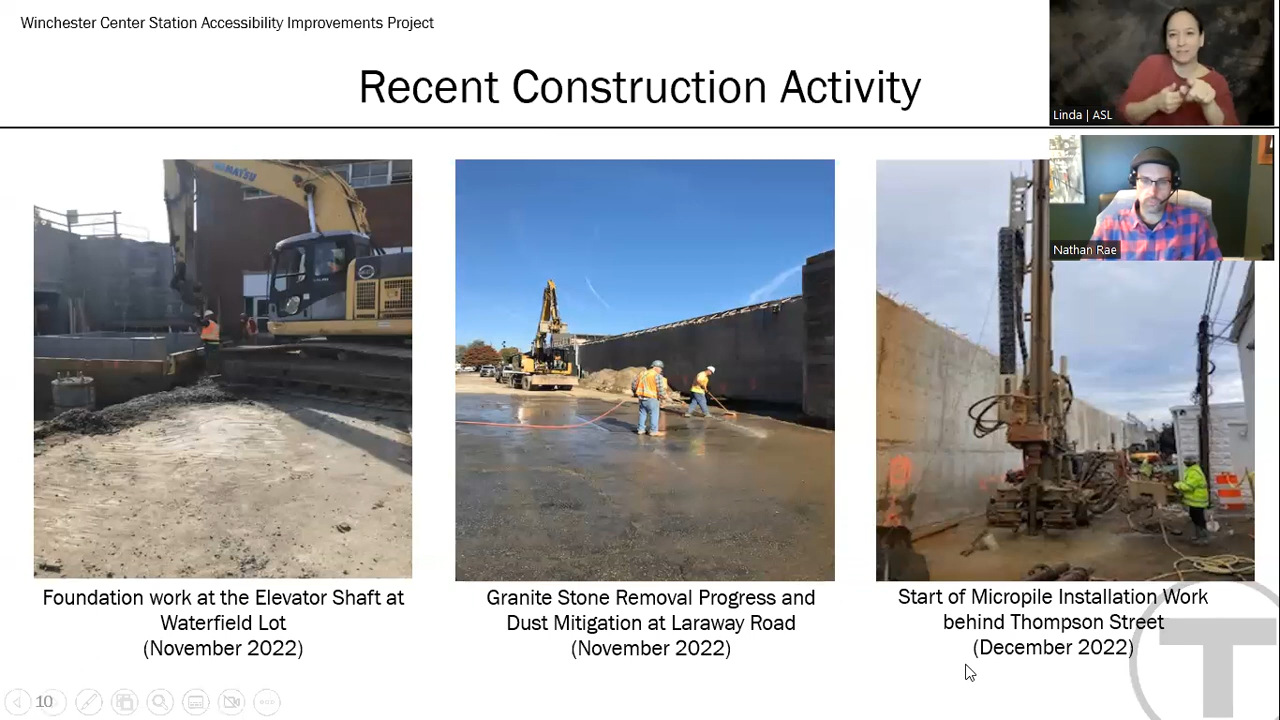 Winchester Center Station Accessibility Improvements Project
Recent Construction Activity
Linda | ASL
Nathan Rae
KOMATSU
Foundation work at the Elevator Shaft at
Waterfield Lot
(November 2022)
Granite Stone Removal Progress and
Dust Mitigation at Laraway Road
(November 2022)
Start of Micropile Installation Work
behind Thompson Street
(December 2022)
T
10